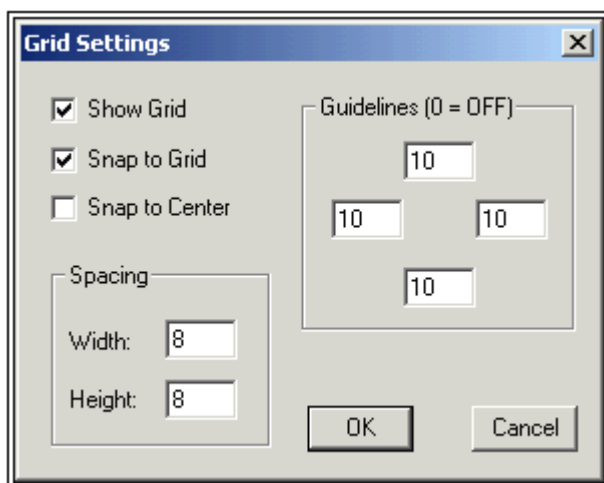 Grid Settings
Show Grid
Snap to Grid
Snap to Center
Guidelines (0 = OFF)
10
10 10
10
Spacing
Width: 8
Height: 8
OK Cancel